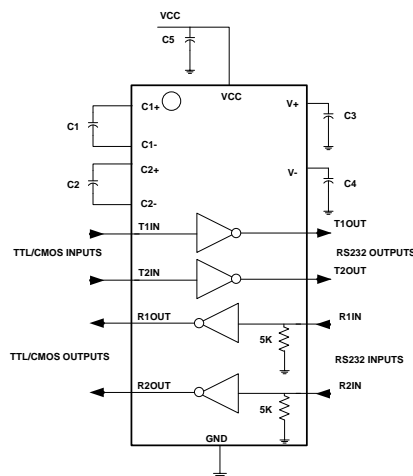 VCC
C5
VCC
C1+
V+
C1
C3
C1-
C2+
V-
C2
C4
C2-
T1IN
T1OUT
TTL/CMOS INPUTS
RS232 OUTPUTS
T2IN
T2OUT
R1OUT
R1IN
5K
TTL/CMOS OUTPUTS
RS232 INPUTS
R2OUT
R2IN
5K
GND